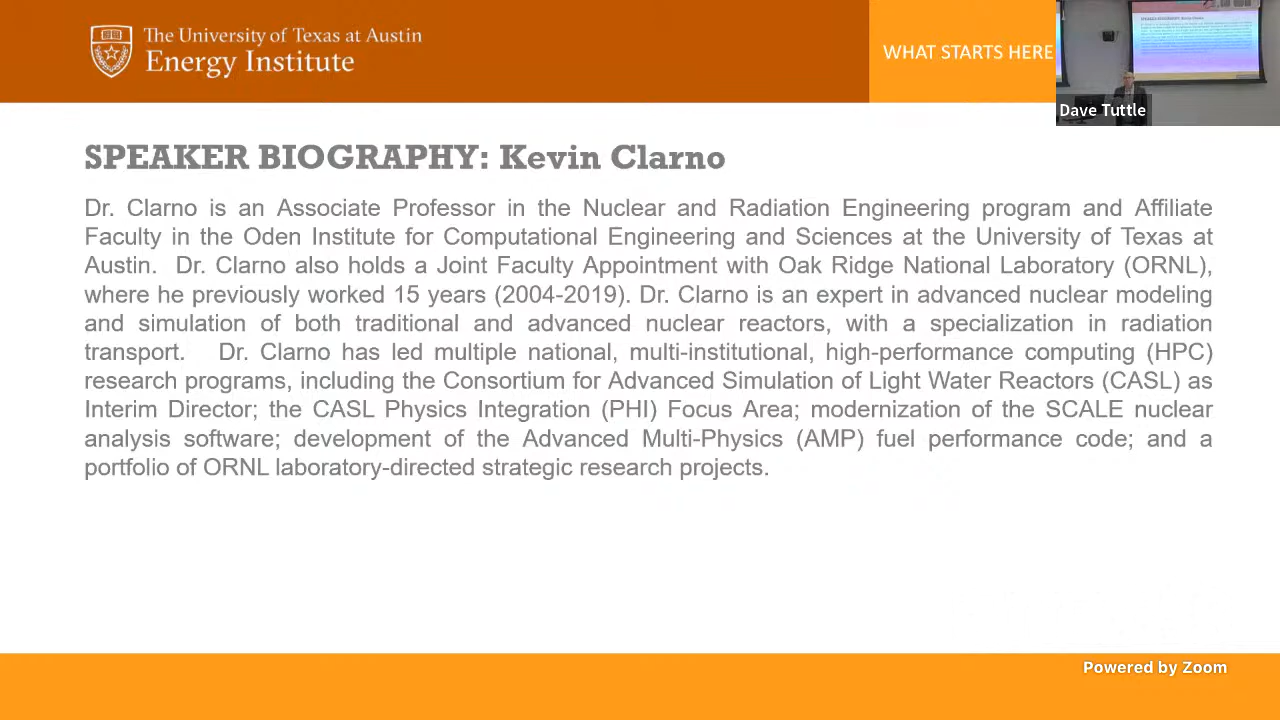 The University of Texas at Austin
Energy Institute
WHAT STARTS HERE
Dave Tuttle
SPEAKER BIOGRAPHY: Kevin Clarno
Dr. Clarno is an Associate Professor in the Nuclear and Radiation Engineering program and Affiliate
Faculty in the Oden Institute for Computational Engineering and Sciences at the University of Texas at
Austin. Dr. Clarno also holds a Joint Faculty Appointment with Oak Ridge National Laboratory (ORNL),
where he previously worked 15 years (2004-2019). Dr. Clarno is an expert in advanced nuclear modeling
and simulation of both traditional and advanced nuclear reactors, with a specialization in radiation
transport. Dr. Clarno has led multiple national, multi-institutional, high-performance computing (HPC)
research programs, including the Consortium for Advanced Simulation of Light Water Reactors (CASL) as
Interim Director; the CASL Physics Integration (PHI) Focus Area; modernization of the SCALE nuclear
analysis software; development of the Advanced Multi-Physics (AMP) fuel performance code; and a
portfolio of ORNL laboratory-directed strategic research projects.
Powered by Zoom